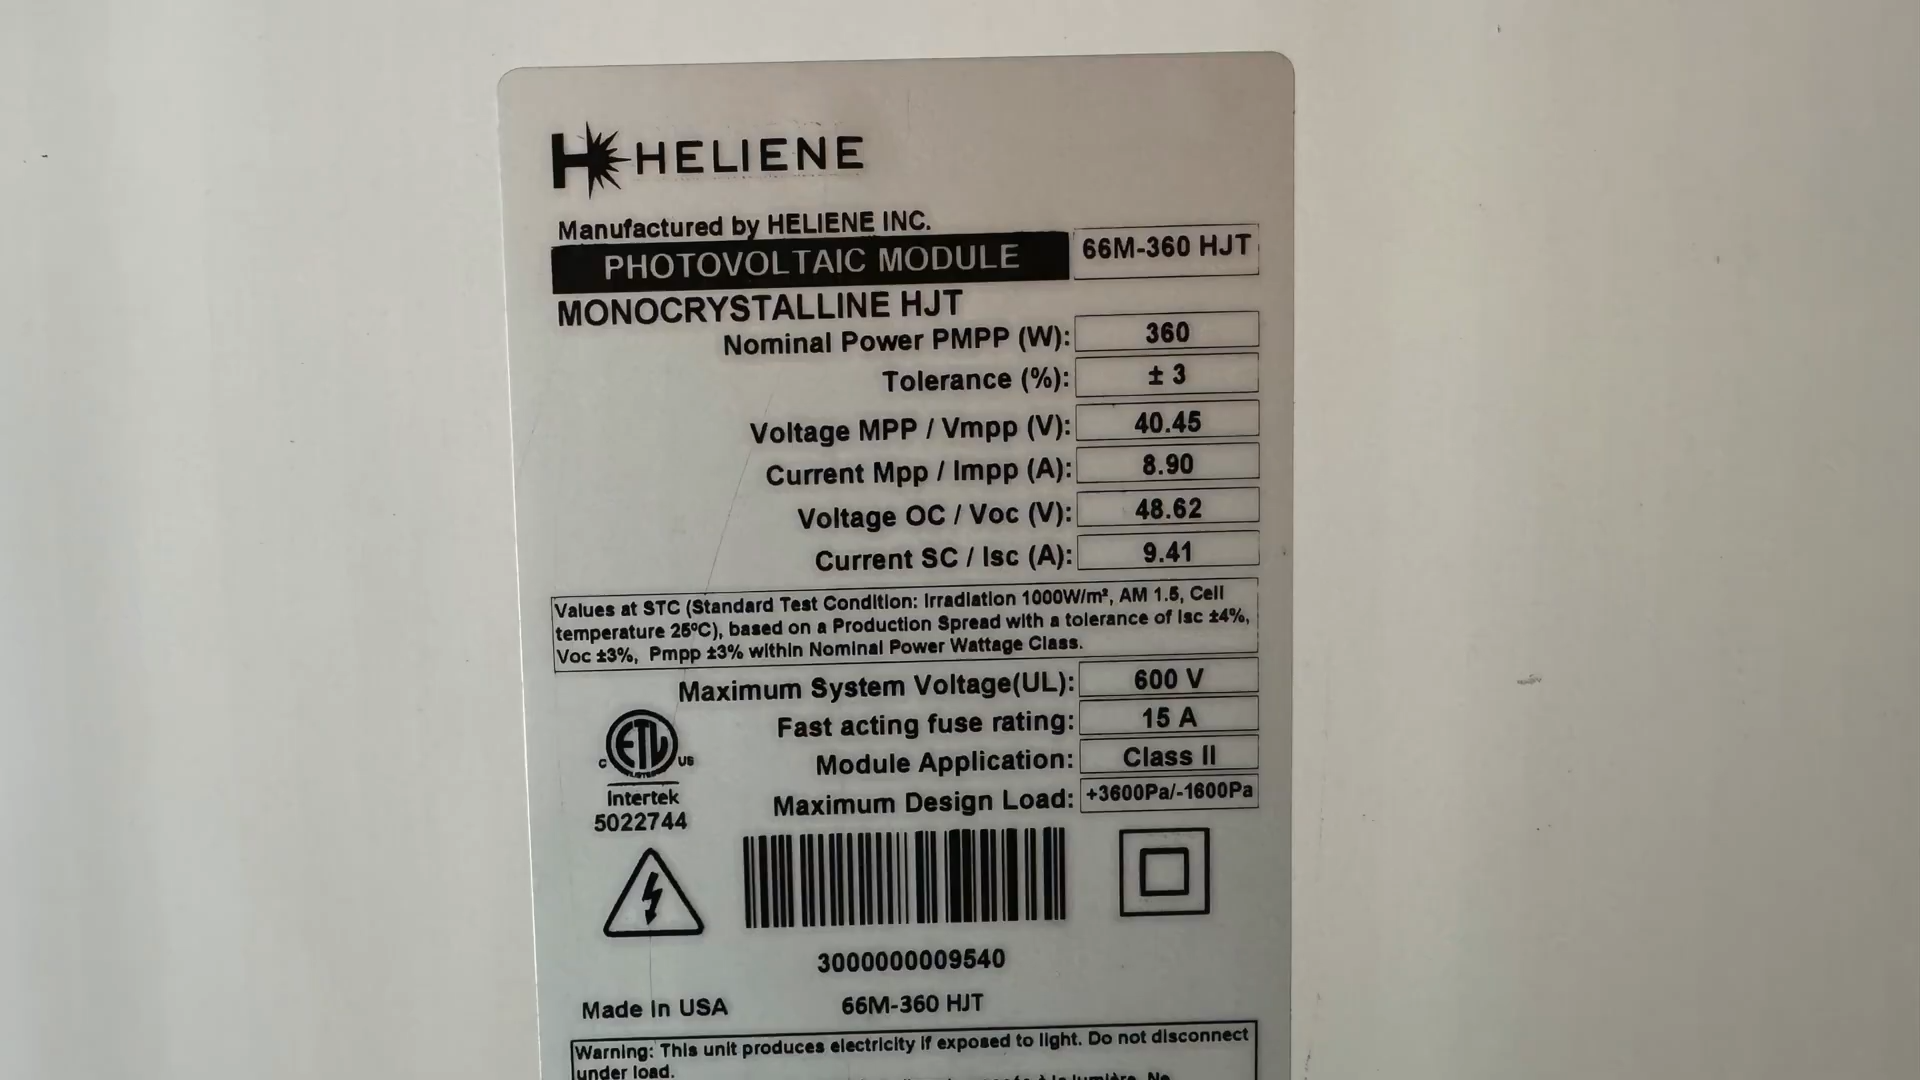 HELIENE
Manufactured by HELIENE INC.
PHOTOVOLTAIC MODULE 66M-360 HJT
MONOCRYSTALLINE HJT
Nominal Power PMPP (W): 360
Tolerance (%): ± 3
Voltage MPP / Vmpp (V): 40.45
Current Mpp / Impp (A): 8.90
Voltage OC / Voc (V): 48.62
Current SC / Isc (A): 9.41
Values at STC (Standard Test Condition: Irradiation 1000W/m², AM 1.5, Cell
temperature 25ºC), based on a Production Spread with a tolerance of Isc ±4%,
Voc ±3%, Pmpp ±3% within Nominal Power Wattage Class.
Maximum System Voltage(UL): 600 V
Fast acting fuse rating: 15 A
Module Application: Class II
Maximum Design Load: +3600Pa/-1600Pa
C ETL US
Intertek
5022744
3000000009540
Made in USA 66M-360 HJT
Warning: This unit produces electricity if exposed to light. Do not disconnect
under load.
à la lumière. Ne